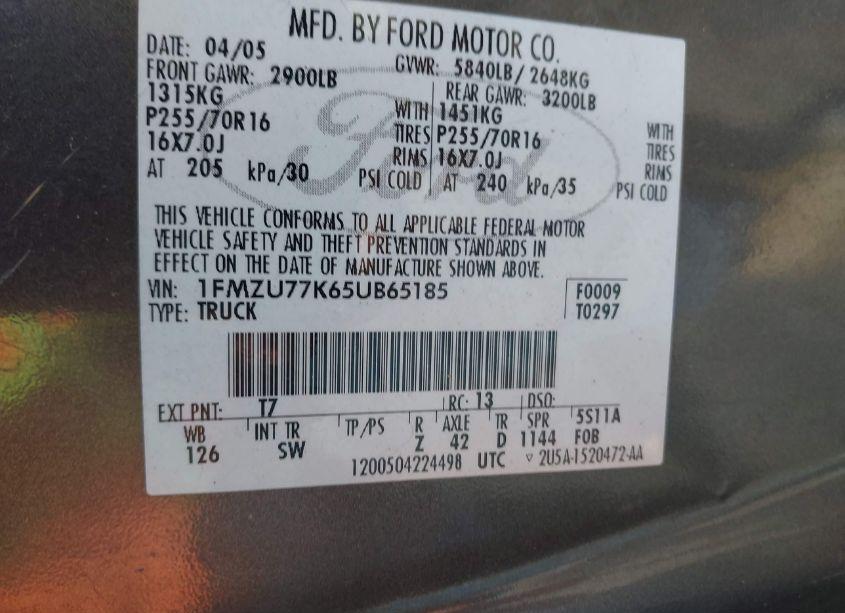 MFD. BY FORD MOTOR CO.
DATE: 04/05 GVWR: 5840LB / 2648KG
FRONT GAWR: 2900LB REAR GAWR: 3200LB
1315KG WITH 1451KG WITH
P255/70R16 TIRES P255/70R16 TIRES
16X7.0J RIMS 16X7.0J RIMS
AT 205 kPa/30 PSI COLD AT 240 kPa/35 PSI COLD
Ford
THIS VEHICLE CONFORMS TO ALL APPLICABLE FEDERAL MOTOR
VEHICLE SAFETY AND THEFT PREVENTION STANDARDS IN
EFFECT ON THE DATE OF MANUFACTURE SHOWN ABOVE.
VIN: 1FMZU77K65UB65185 F0009
TYPE: TRUCK T0297
EXT PNT: T7 RC: 13 DSO:
WB INT TR TP/PS R AXLE TR SPR 5S11A
126 SW Z 42 D 1144 FOB
1200504224498 UTC ▽ 2U5A-1520472-AA